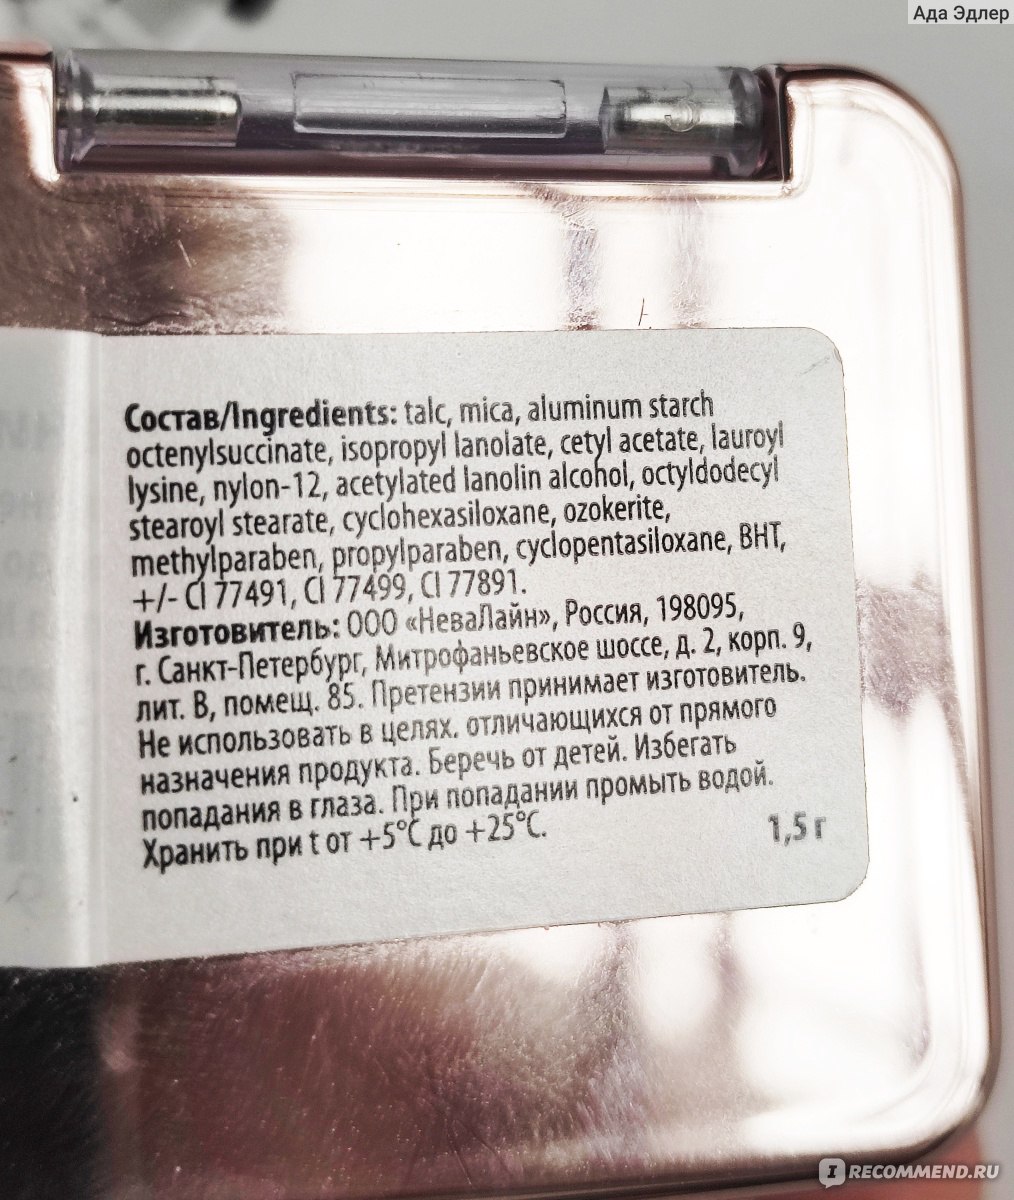 Ада Эдлер
Состав/Ingredients: talc, mica, aluminum starch
octenylsuccinate, isopropyl lanolate, cetyl acetate, lauroyl
lysine, nylon-12, acetylated lanolin alcohol, octyldodecyl
stearoyl stearate, cyclohexasiloxane, ozokerite,
methylparaben, propylparaben, cyclopentasiloxane, BHT,
+/- CI 77491, CI 77499, CI 77891.
Изготовитель: ООО «НеваЛайн», Россия, 198095,
г. Санкт-Петербург, Митрофаньевское шоссе, д. 2, корп. 9,
лит. В, помещ. 85. Претензии принимает изготовитель.
Не использовать в целях. отличающихся от прямого
назначения продукта. Беречь от детей. Избегать
попадания в глаза. При попадании промыть водой.
Хранить при t от +5°C до +25°C.
1,5 г
IRECOMMEND.RU